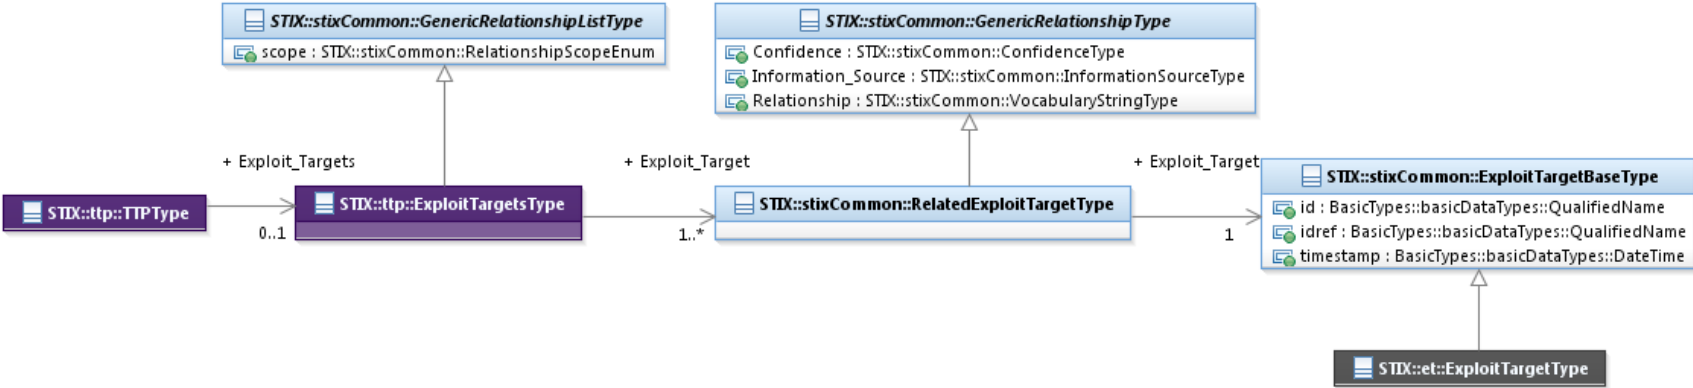 STIX::stixCommon::GenericRelationshipListType
scope : STIX::stixCommon::RelationshipScopeEnum
STIX::stixCommon::GenericRelationshipType
Confidence : STIX::stixCommon::ConfidenceType
Information_Source : STIX::stixCommon::InformationSourceType
Relationship : STIX::stixCommon::VocabularyStringType
+ Exploit_Targets
+ Exploit_Target
+ Exploit_Target
STIX::ttp::TTPType
0..1
STIX::ttp::ExploitTargetsType
1..*
STIX::stixCommon::RelatedExploitTargetType
1
STIX::stixCommon::ExploitTargetBaseType
id : BasicTypes::basicDataTypes::QualifiedName
idref : BasicTypes::basicDataTypes::QualifiedName
timestamp : BasicTypes::basicDataTypes::DateTime
STIX::et::ExploitTargetType